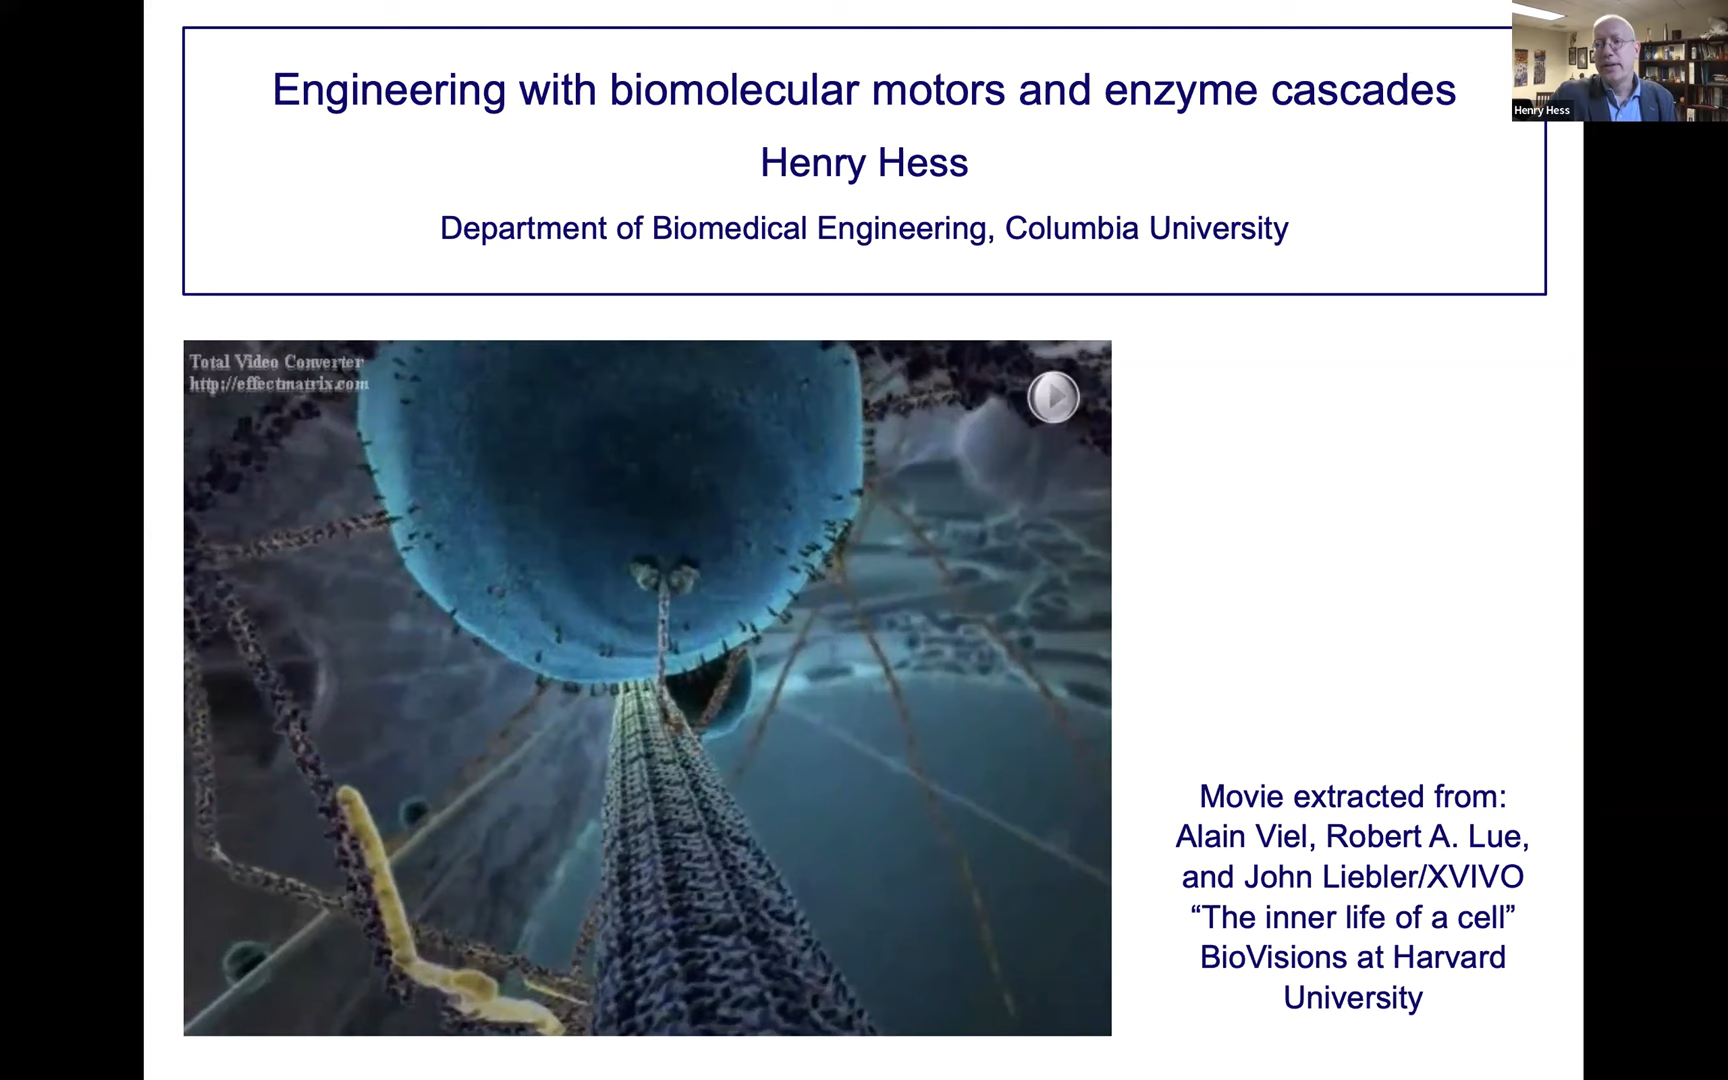 Engineering with biomolecular motors and enzyme cascades
Henry Hess
Department of Biomedical Engineering, Columbia University
Henry Hess
Total Video Converter
http://effectmatrix.com
Movie extracted from:
Alain Viel, Robert A. Lue,
and John Liebler/XVIVO
“The inner life of a cell”
BioVisions at Harvard
University